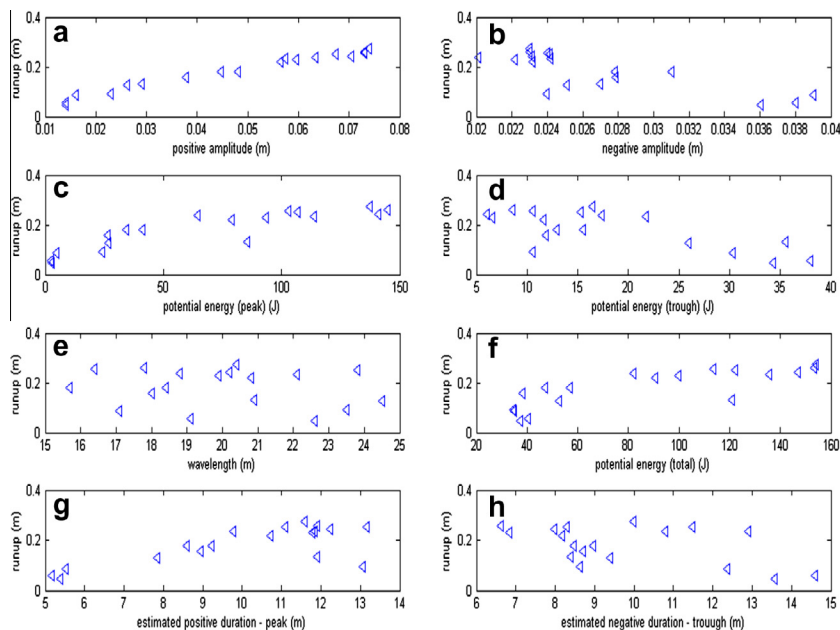 a
0.4
0.2
0
runup (m)
0.01 0.02 0.03 0.04 0.05 0.06 0.07 0.08
positive amplitude (m)
b
0.4
0.2
0
runup (m)
0.02 0.022 0.024 0.026 0.028 0.03 0.032 0.034 0.036 0.038 0.04
negative amplitude (m)
c
0.4
0.2
0
runup (m)
0 50 100 150
potential energy (peak) (J)
d
0.4
0.2
0
runup (m)
5 10 15 20 25 30 35 40
potential energy (trough) (J)
e
0.4
0.2
0
runup (m)
15 16 17 18 19 20 21 22 23 24 25
wavelength (m)
f
0.4
0.2
0
runup (m)
20 40 60 80 100 120 140 160
potential energy (total) (J)
g
0.4
0.2
0
runup (m)
5 6 7 8 9 10 11 12 13 14
estimated positive duration - peak (m)
h
0.4
0.2
0
runup (m)
6 7 8 9 10 11 12 13 14 15
estimated negative duration - trouugh (m)